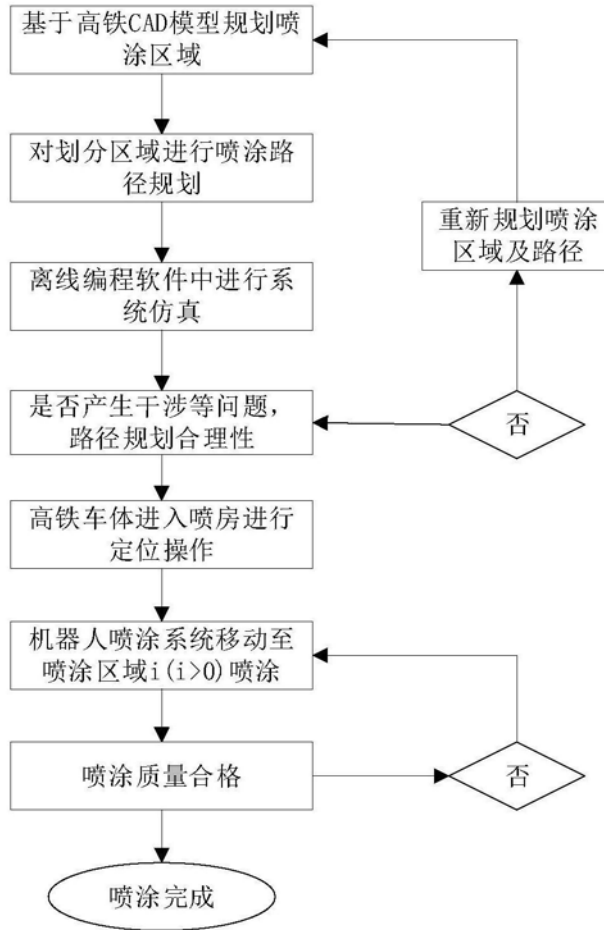 基于高铁CAD模型规划喷
涂区域
对划分区域进行喷涂路
径规划
重新规划喷涂
区域及路径
离线编程软件中进行系
统仿真
是否产生干涉等问题,
路径规划合理性
否
高铁车体进入喷房进行
定位操作
机器人喷涂系统移动至
喷涂区域i(i>0)喷涂
喷涂质量合格
否
喷涂完成